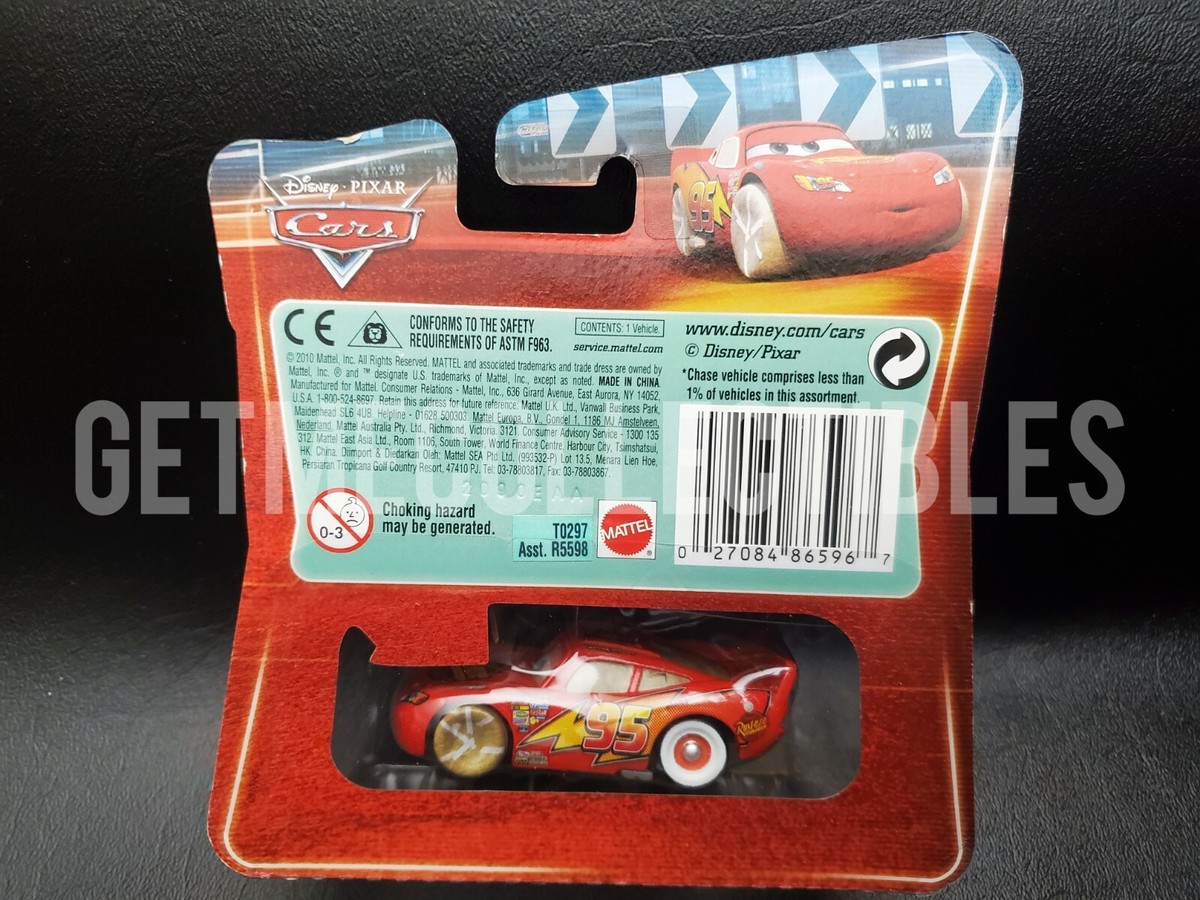 Disney · PIXAR
Cars
95
CE
CONFORMS TO THE SAFETY
REQUIREMENTS OF ASTM F963.
CONTENTS: 1 Vehicle.
service.mattel.com
© 2010 Mattel, Inc. All Rights Reserved. MATTEL and associated trademarks and trade dress are owned by
Mattel, Inc. ® and ™ designate U.S. trademarks of Mattel, Inc., except as noted. MADE IN CHINA.
Manufactured for Mattel. Consumer Relations - Mattel, Inc., 636 Girard Avenue, East Aurora, NY 14052,
U.S.A. 1-800-524-8697. Retain this address for future reference: Mattel U.K. Ltd., Vanwall Business Park,
Maidenhead SL6 4UB. Helpline - 01628 500303. Mattel Europa, B.V., Gondel 1, 1186 MJ Amstelveen,
Nederland. Mattel Australia Pty. Ltd., Richmond, Victoria. 3121. Consumer Advisory Service - 1300 135
312. Mattel East Asia Ltd., Room 1106, South Tower, World Finance Centre, Harbour City, Tsimshatsui,
HK, China. Diimport & Diedarkan Oleh: Mattel SEA Ptd Ltd. (993532-P) Lot 13.5, Menara Lien Hoe,
Persiaran Tropicana Golf Country Resort, 47410 PJ. Tel: 03-78803817, Fax: 03-78803867.
www.disney.com/cars
© Disney/Pixar
*Chase vehicle comprises less than
1% of vehicles in this assortment.
0-3
Choking hazard
may be generated.
T0297
Asst. R5598
MATTEL
®
0 27084 86596 7
95